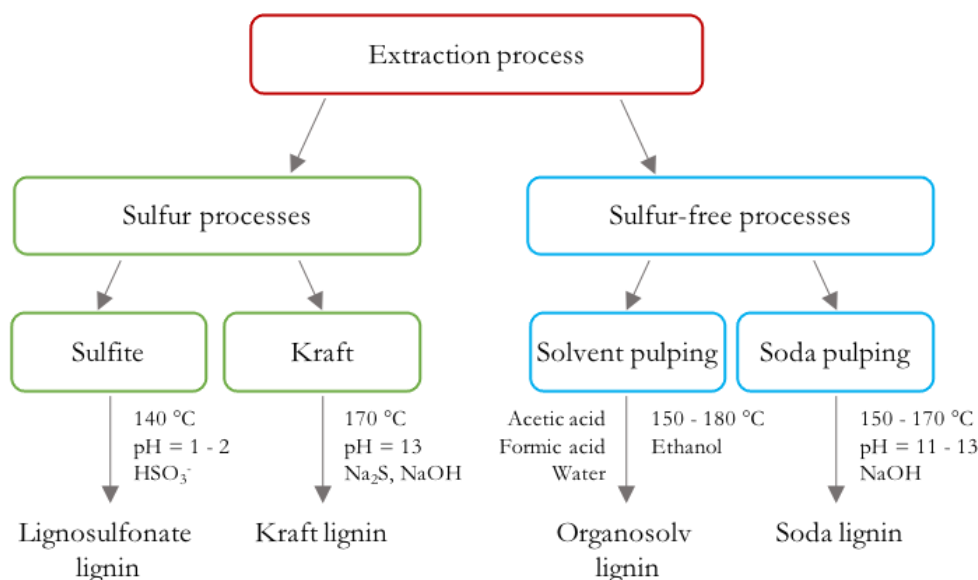 Extraction process
Sulfur processes
Sulfur-free processes
Sulfite
Kraft
Solvent pulping
Soda pulping
140 °C
pH = 1 - 2
HSO₃⁻
170 °C
pH = 13
Na₂S, NaOH
Acetic acid
Formic acid
Water
150 - 180 °C
Ethanol
150 - 170 °C
pH = 11 - 13
NaOH
Lignosulfonate
lignin
Kraft lignin
Organosolv
lignin
Soda lignin